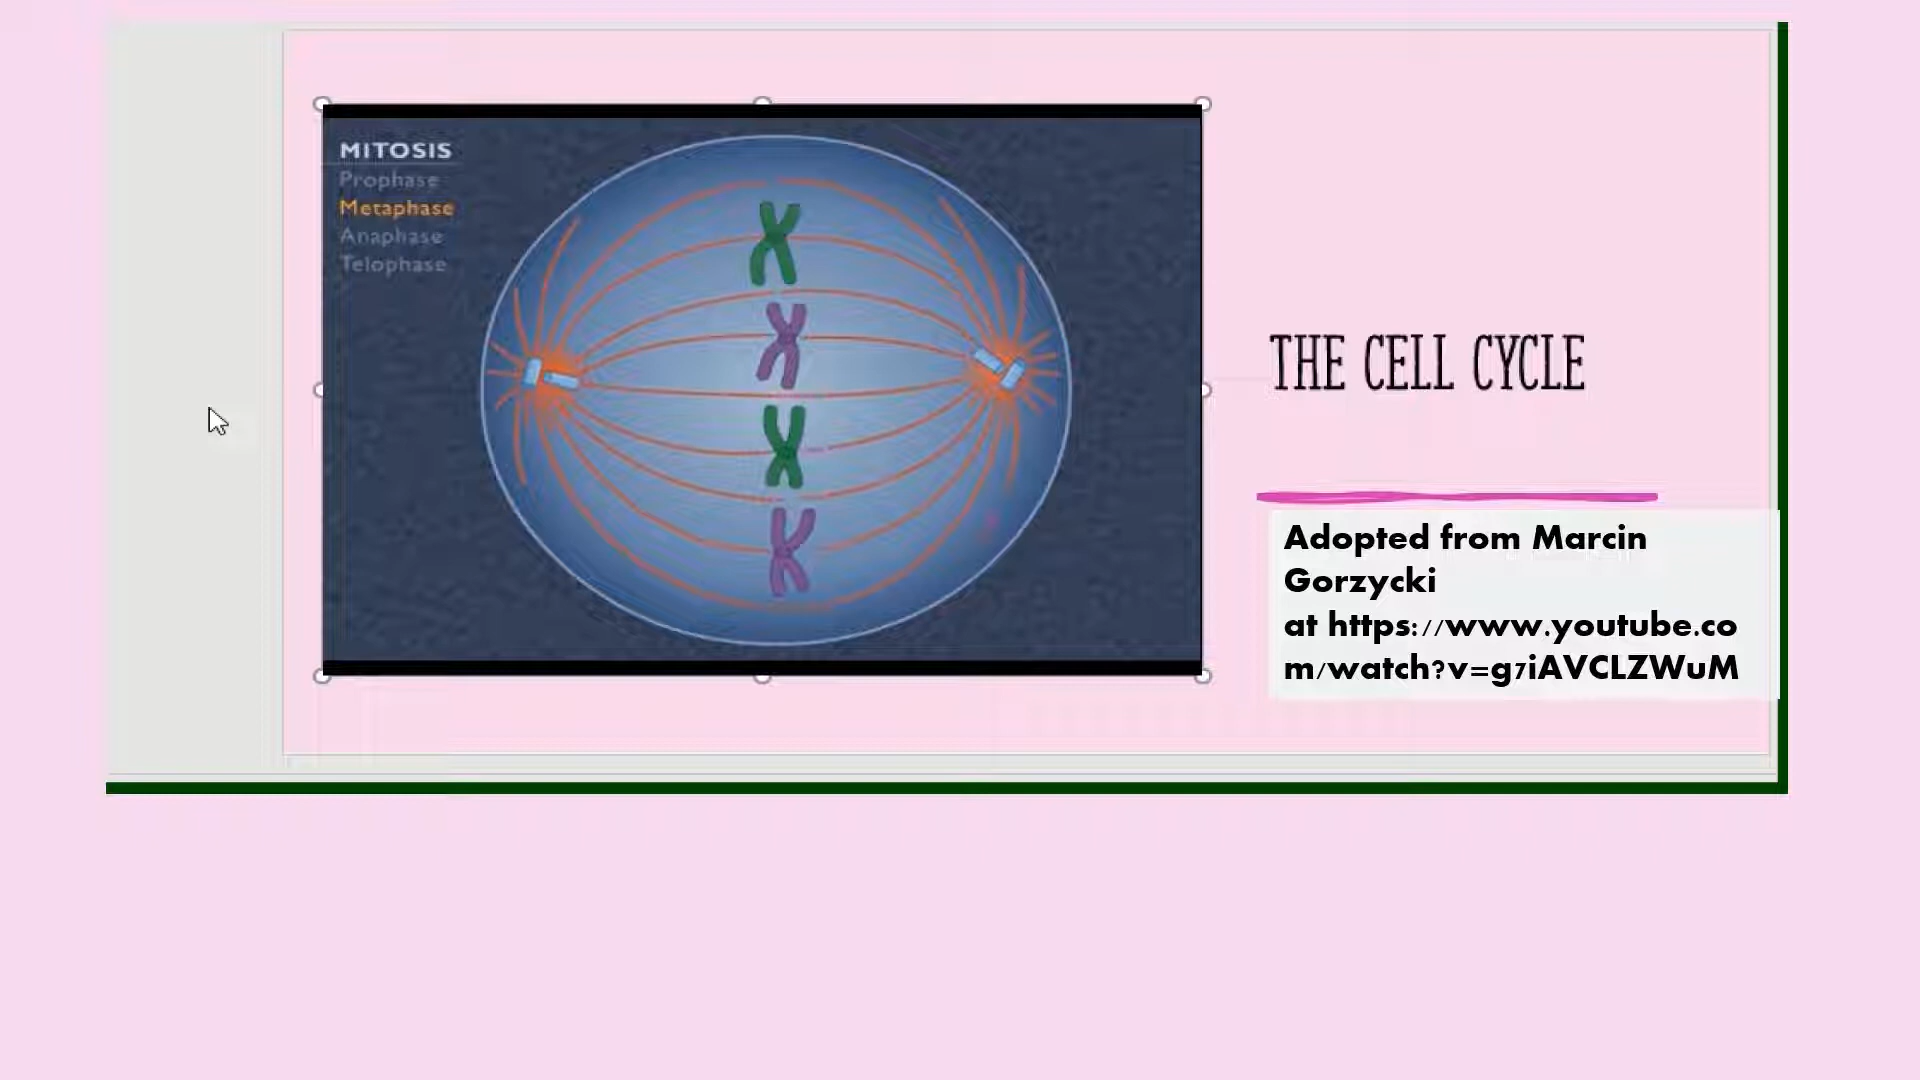 MITOSIS
Prophase
Metaphase
Anaphase
Telophase
THE CELL CYCLE
Adopted from Marcin
Gorzycki
at https://www.youtube.co
m/watch?v=g7iAVCLZWuM